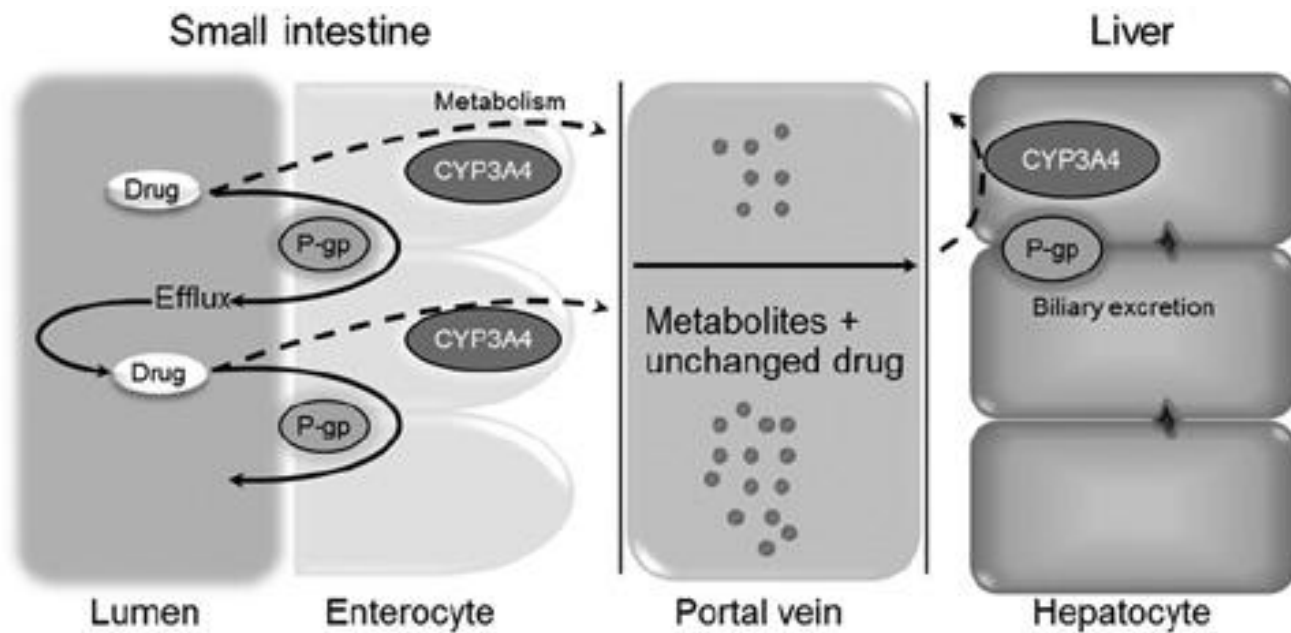 Small intestine
Liver
Metabolism
CYP3A4
CYP3A4
Drug
P-gp
P-gp
Efflux
CYP3A4
Metabolites +
unchanged drug
Biliary excretion
Drug
P-gp
Lumen
Enterocyte
Portal vein
Hepatocyte